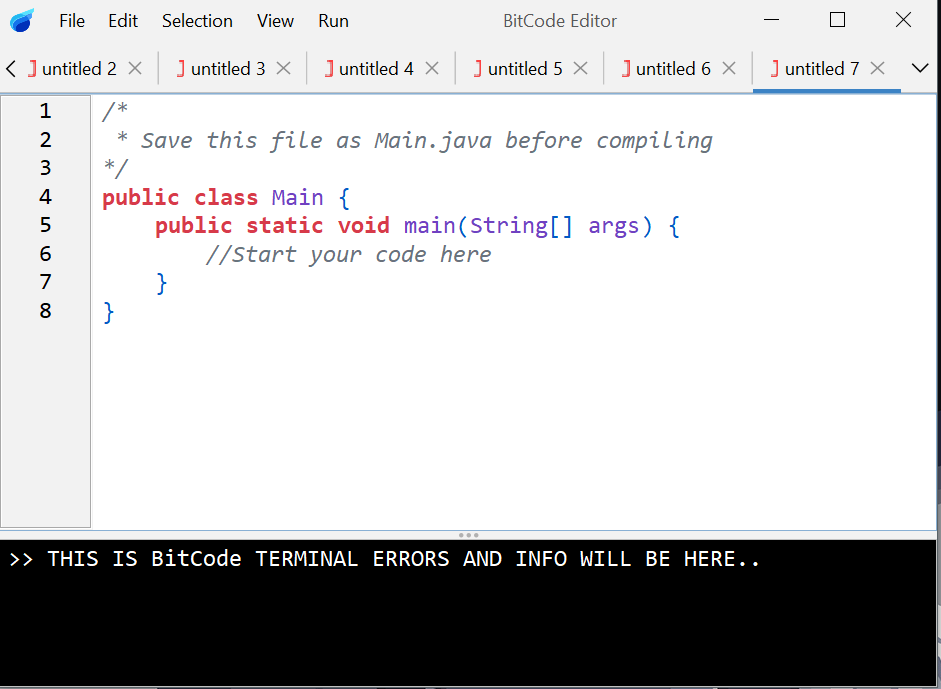 File Edit Selection View Run BitCode Editor
untitled 2 untitled 3 untitled 4 untitled 5 untitled 6 untitled 7
1 /*
2  * Save this file as Main.java before compiling
3 */
4 public class Main {
5     public static void main(String[] args) {
6         //Start your code here
7     }
8 }
>> THIS IS BitCode TERMINAL ERRORS AND INFO WILL BE HERE..